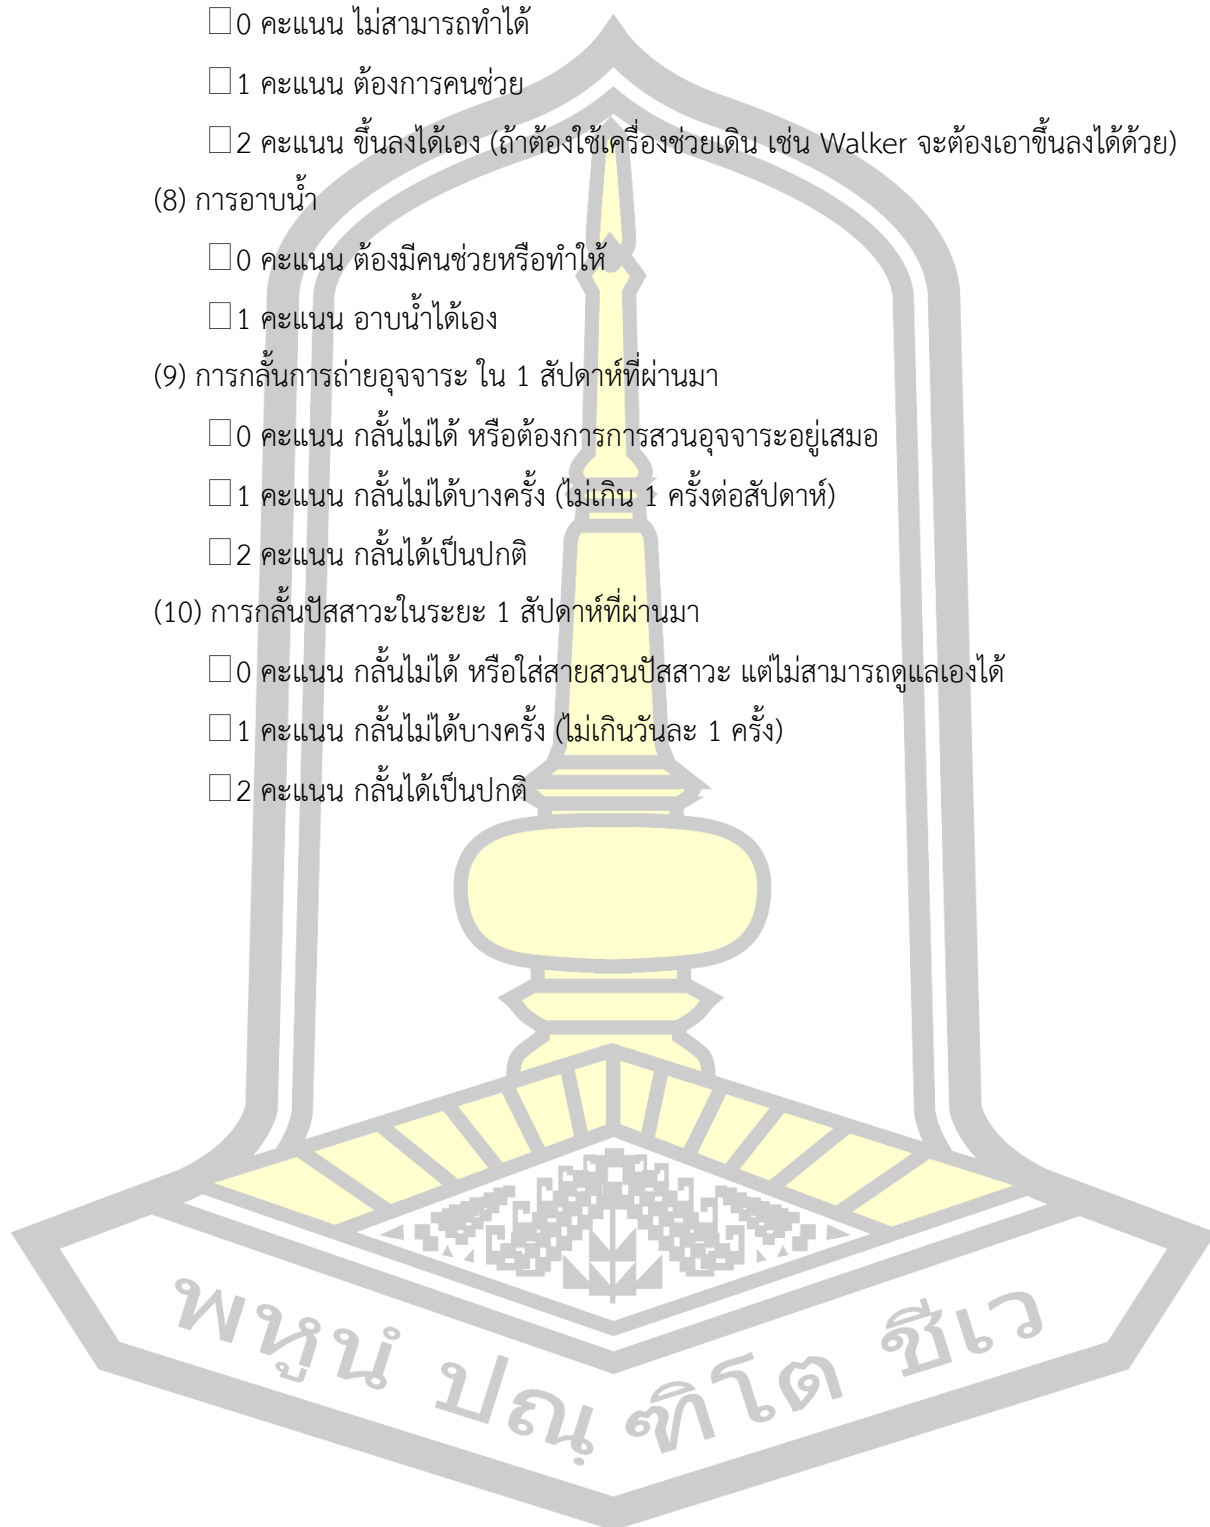 ☐0 คะแนน ไม่สามารถทำได้
☐1 คะแนน ต้องการคนช่วย
☐2 คะแนน ขึ้นลงได้เอง (ถ้าต้องใช้เครื่องช่วยเดิน เช่น Walker จะต้องเอาขึ้นลงได้ด้วย)
(8) การอาบน้ำ
☐0 คะแนน ต้องมีคนช่วยหรือทำให้
☐1 คะแนน อาบน้ำได้เอง
(9) การกลั้นการถ่ายอุจจาระ ใน 1 สัปดาห์ที่ผ่านมา
☐0 คะแนน กลั้นไม่ได้ หรือต้องการการสวนอุจจาระอยู่เสมอ
☐1 คะแนน กลั้นไม่ได้บางครั้ง (ไม่เกิน 1 ครั้งต่อสัปดาห์)
☐2 คะแนน กลั้นได้เป็นปกติ
(10) การกลั้นปัสสาวะในระยะ 1 สัปดาห์ที่ผ่านมา
☐0 คะแนน กลั้นไม่ได้ หรือใส่สายสวนปัสสาวะ แต่ไม่สามารถดูแลเองได้
☐1 คะแนน กลั้นไม่ได้บางครั้ง (ไม่เกินวันละ 1 ครั้ง)
☐2 คะแนน กลั้นได้เป็นปกติ
พหูนํ ปณฺฑิโต ชีเว